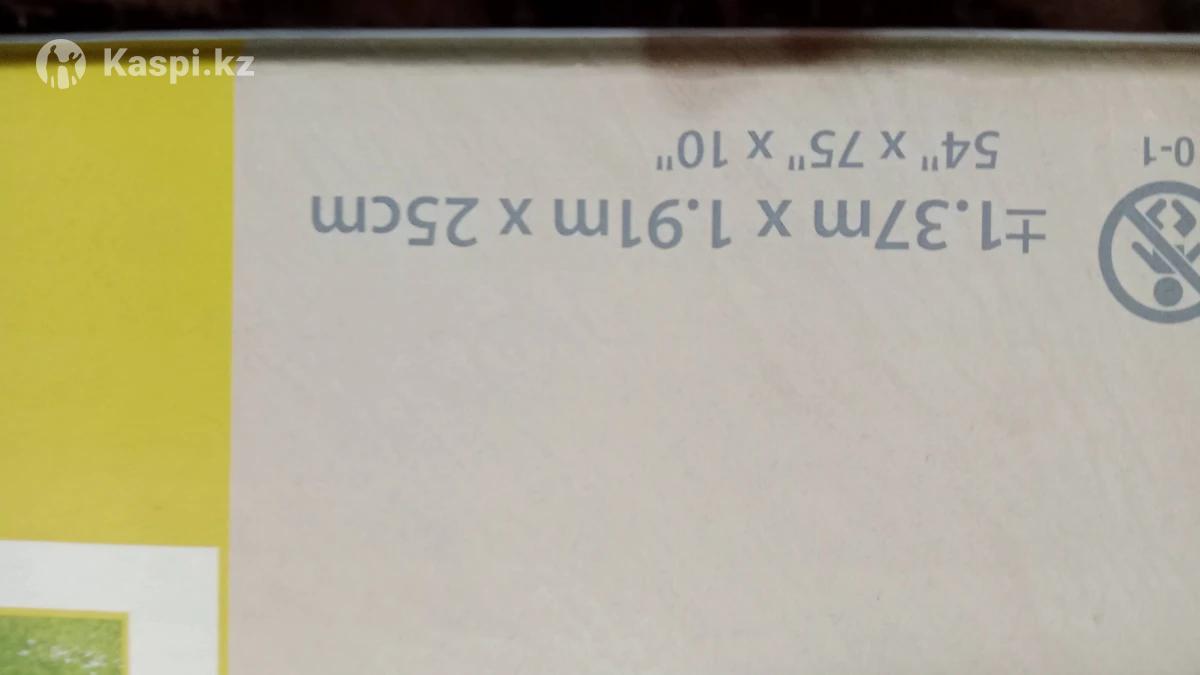 Kaspi.kz
±1.37m x 1.91m x 25cm
54" x 75" x 10"
0-1